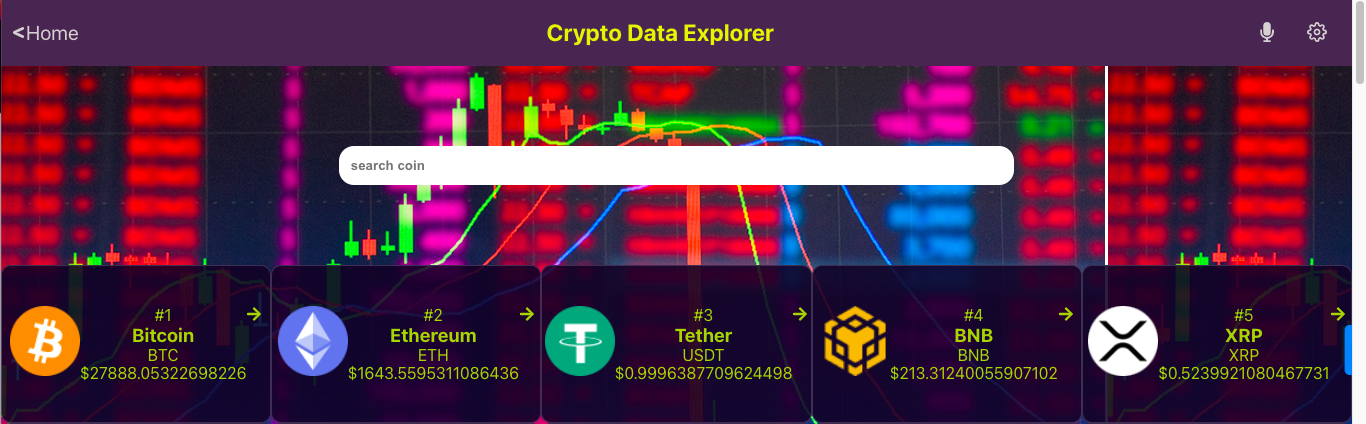 <Home
Crypto Data Explorer
search coin
#1
Bitcoin
BTC
$27888.05322698226
#2
Ethereum
ETH
$1643.5595311086436
#3
Tether
USDT
$0.9996387709624498
#4
BNB
BNB
$213.31240055907102
#5
XRP
XRP
$0.5239921080467731